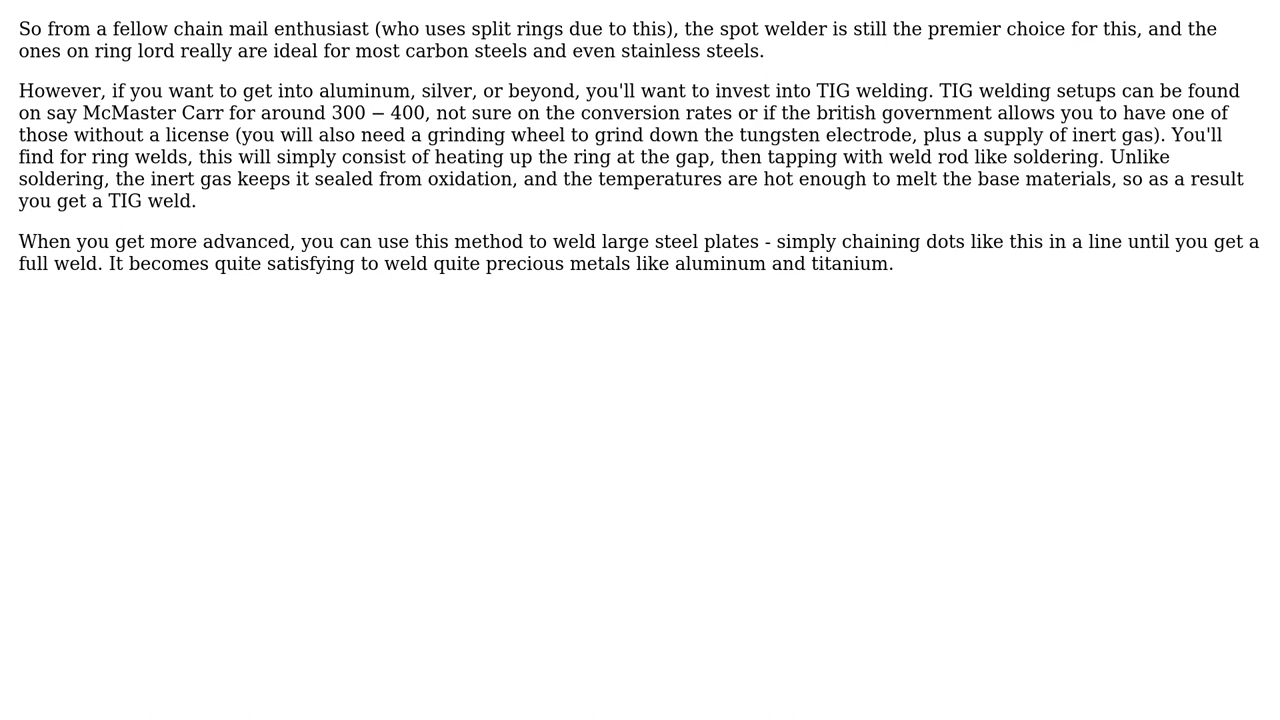 So from a fellow chain mail enthusiast (who uses split rings due to this), the spot welder is still the premier choice for this, and the
ones on ring lord really are ideal for most carbon steels and even stainless steels.
However, if you want to get into aluminum, silver, or beyond, you'll want to invest into TIG welding. TIG welding setups can be found
on say McMaster Carr for around 300 − 400, not sure on the conversion rates or if the british government allows you to have one of
those without a license (you will also need a grinding wheel to grind down the tungsten electrode, plus a supply of inert gas). You'll
find for ring welds, this will simply consist of heating up the ring at the gap, then tapping with weld rod like soldering. Unlike
soldering, the inert gas keeps it sealed from oxidation, and the temperatures are hot enough to melt the base materials, so as a result
you get a TIG weld.
When you get more advanced, you can use this method to weld large steel plates - simply chaining dots like this in a line until you get a
full weld. It becomes quite satisfying to weld quite precious metals like aluminum and titanium.